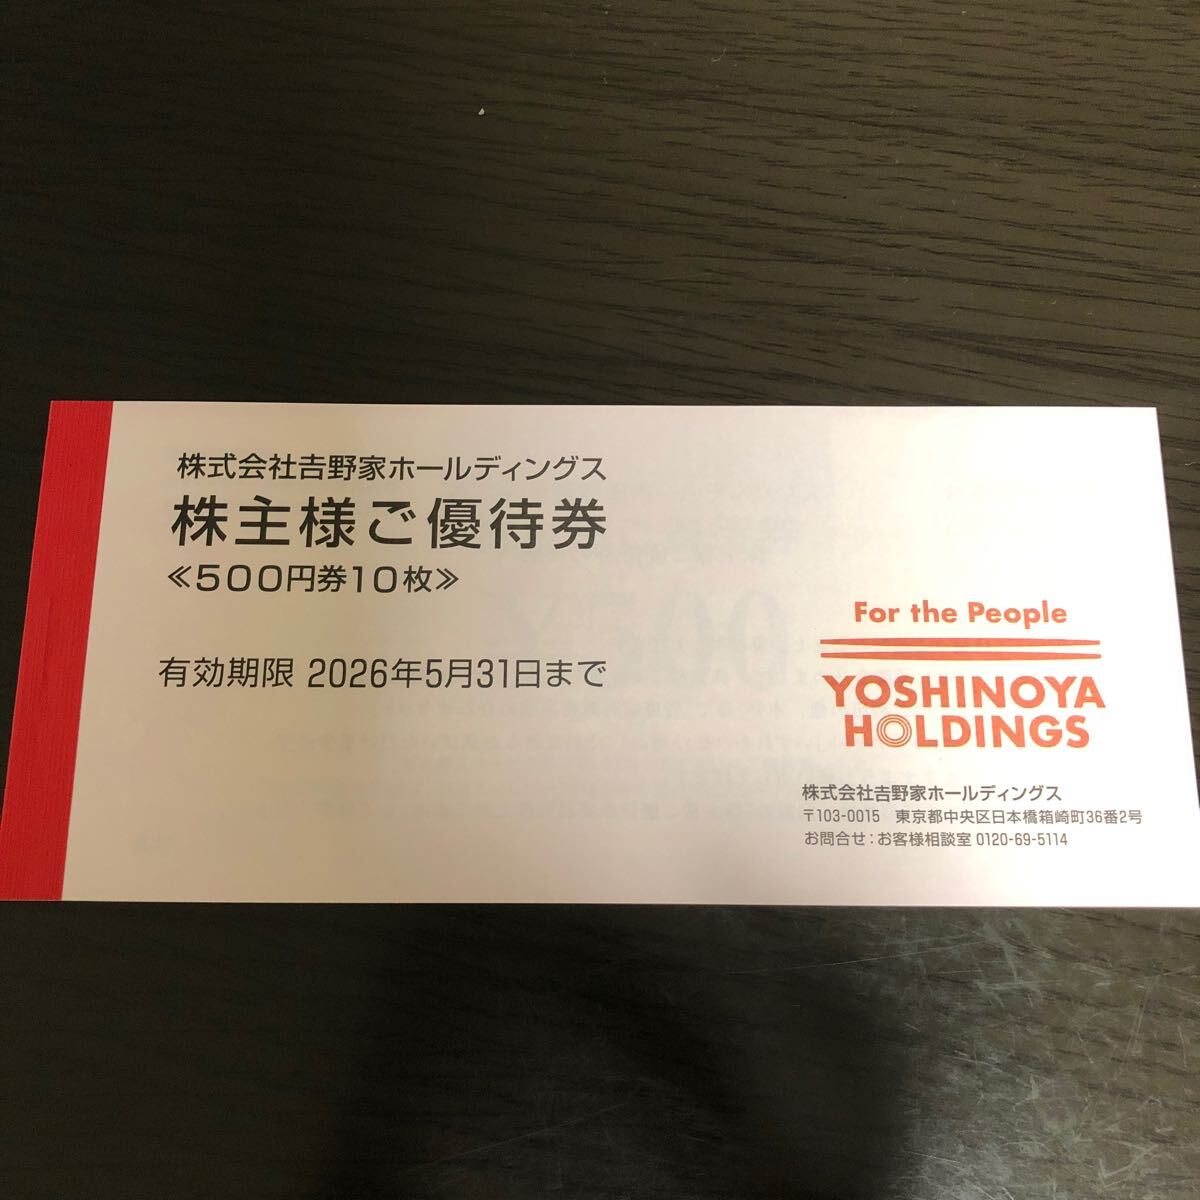 株式会社𠮷野家ホールディングス
株主様ご優待券
≪500円券10枚≫
有効期限 2026年5月31日まで
For the People
YOSHINOYA
HOLDINGS
株式会社𠮷野家ホールディングス
〒103-0015 東京都中央区日本橋箱崎町36番2号
お問合せ：お客様相談室 0120-69-5114